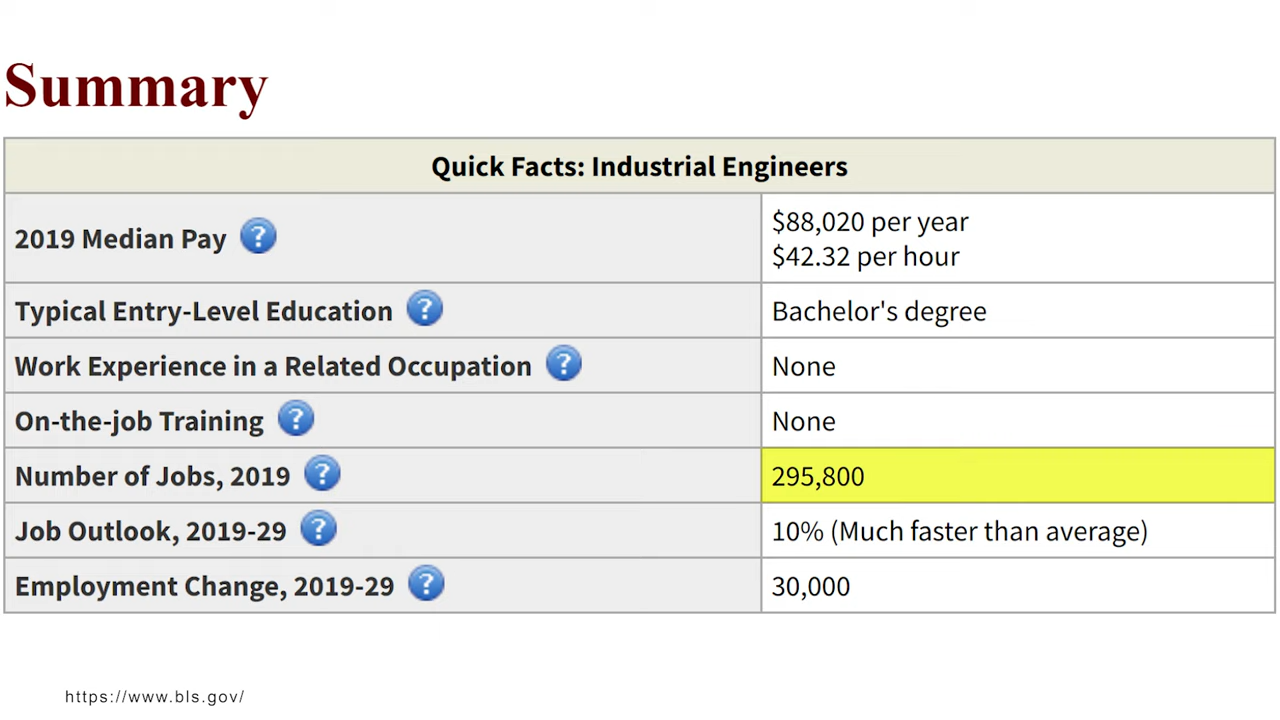 Summary
Quick Facts: Industrial Engineers
2019 Median Pay ?
$88,020 per year
$42.32 per hour
Typical Entry-Level Education ?
Bachelor's degree
Work Experience in a Related Occupation ?
None
On-the-job Training ?
None
Number of Jobs, 2019 ?
295,800
Job Outlook, 2019-29 ?
10% (Much faster than average)
Employment Change, 2019-29 ?
30,000
https://www.bls.gov/